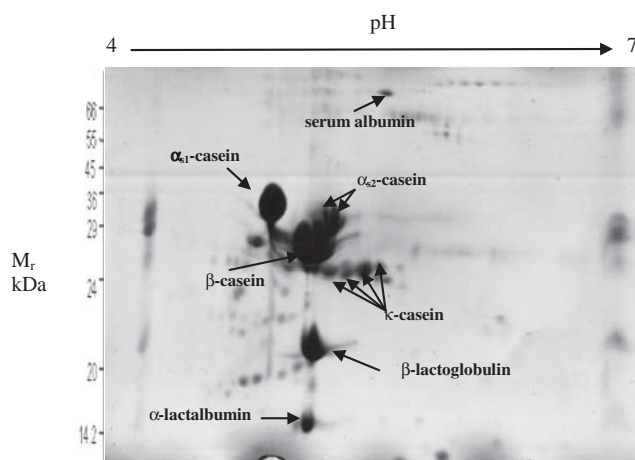 pH
4
7
66
serum albumin
55
α​s1-casein
45
αs2-casein
36
29
Mr
kDa
β-casein
24
κ-casein
β-lactoglobulin
20
α-lactalbumin
14.2